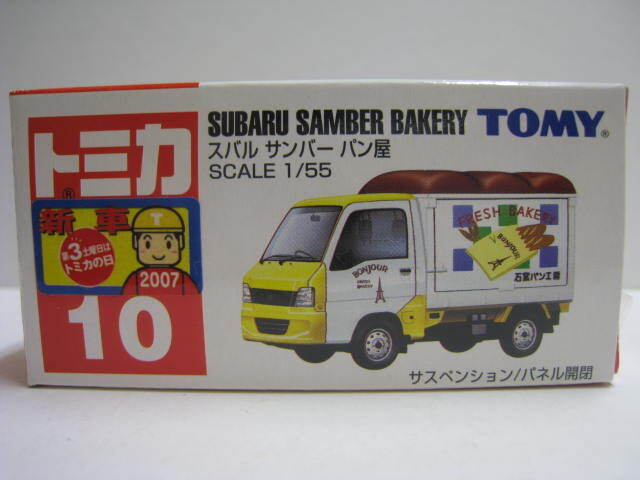 トミカ®
新車
T
第3土曜日は
トミカの日
2007
10
SUBARU SAMBER BAKERY TOMY®
スバル サンバー パン屋
SCALE 1/55
BONJOUR
FRESH BAKERY
BONJOUR
石窯パン工房
サスペンション/パネル開閉